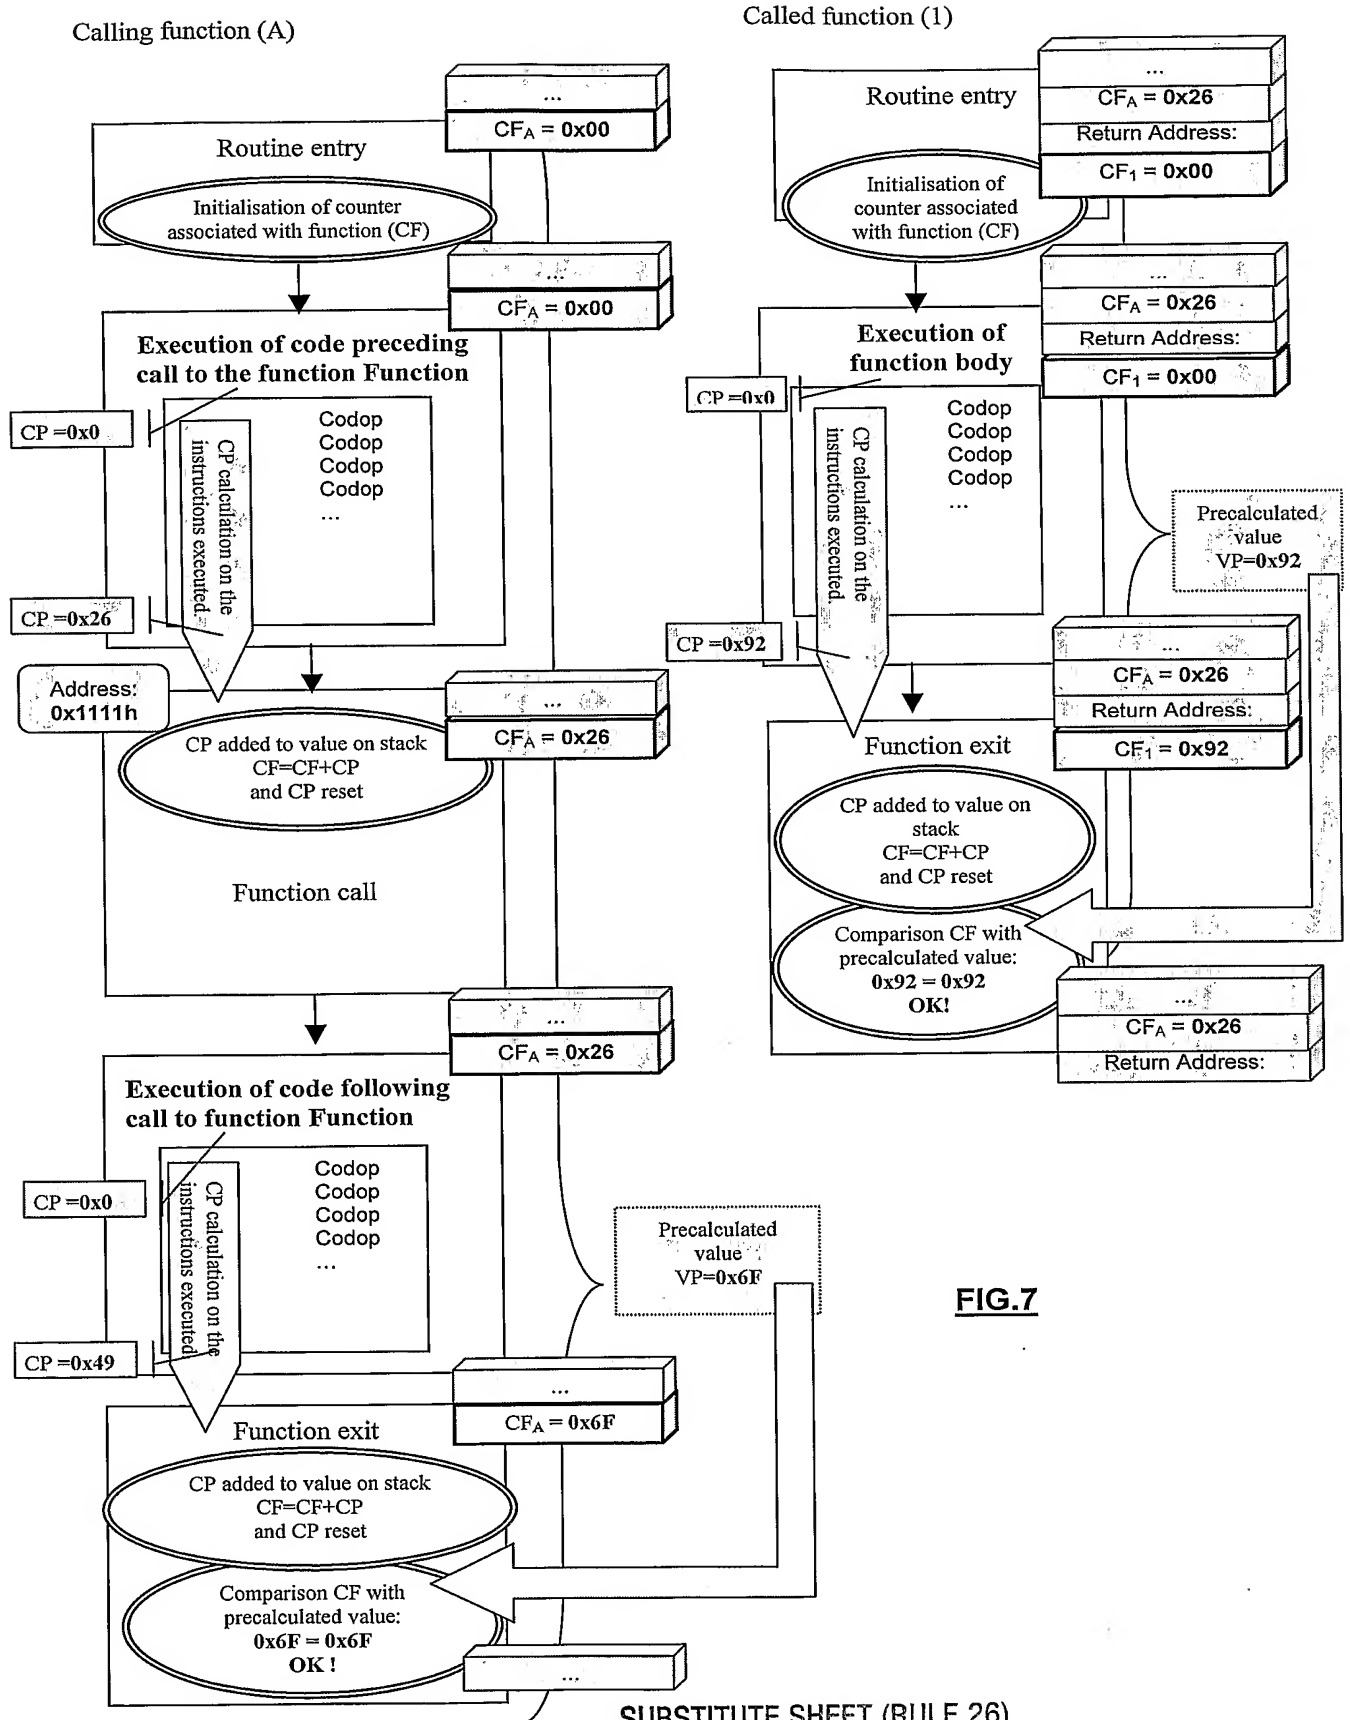 Calling function (A)
...
CFA = 0x00
Routine entry
Initialisation of counter
associated with function (CF)
...
CFA = 0x00
Execution of code preceding
call to the function Function
CP =0x0
Codop
Codop
Codop
Codop
...
CP calculation on the
instructions executed.
CP =0x26
Address:
0x1111h
...
CFA = 0x26
CP added to value on stack
CF=CF+CP
and CP reset
Function call
...
CFA = 0x26
Execution of code following
call to function Function
CP =0x0
Codop
Codop
Codop
Codop
...
CP calculation on the
instructions executed
CP =0x49
Precalculated
value
VP=0x6F
...
CFA = 0x6F
Function exit
CP added to value on stack
CF=CF+CP
and CP reset
Comparison CF with
precalculated value:
0x6F = 0x6F
OK !
...
Called function (1)
...
CFA = 0x26
Return Address:
CF1 = 0x00
Routine entry
Initialisation of
counter associated
with function (CF)
...
CFA = 0x26
Return Address:
CF1 = 0x00
Execution of
function body
CP =0x0
Codop
Codop
Codop
Codop
...
CP calculation on the
instructions executed.
Precalculated
value
VP=0x92
CP =0x92
...
CFA = 0x26
Return Address:
CF1 = 0x92
Function exit
CP added to value on
stack
CF=CF+CP
and CP reset
Comparison CF with
precalculated value:
0x92 = 0x92
OK!
...
CFA = 0x26
Return Address:
FIG.7
SUBSTITUTE SHEET (RULE 26)